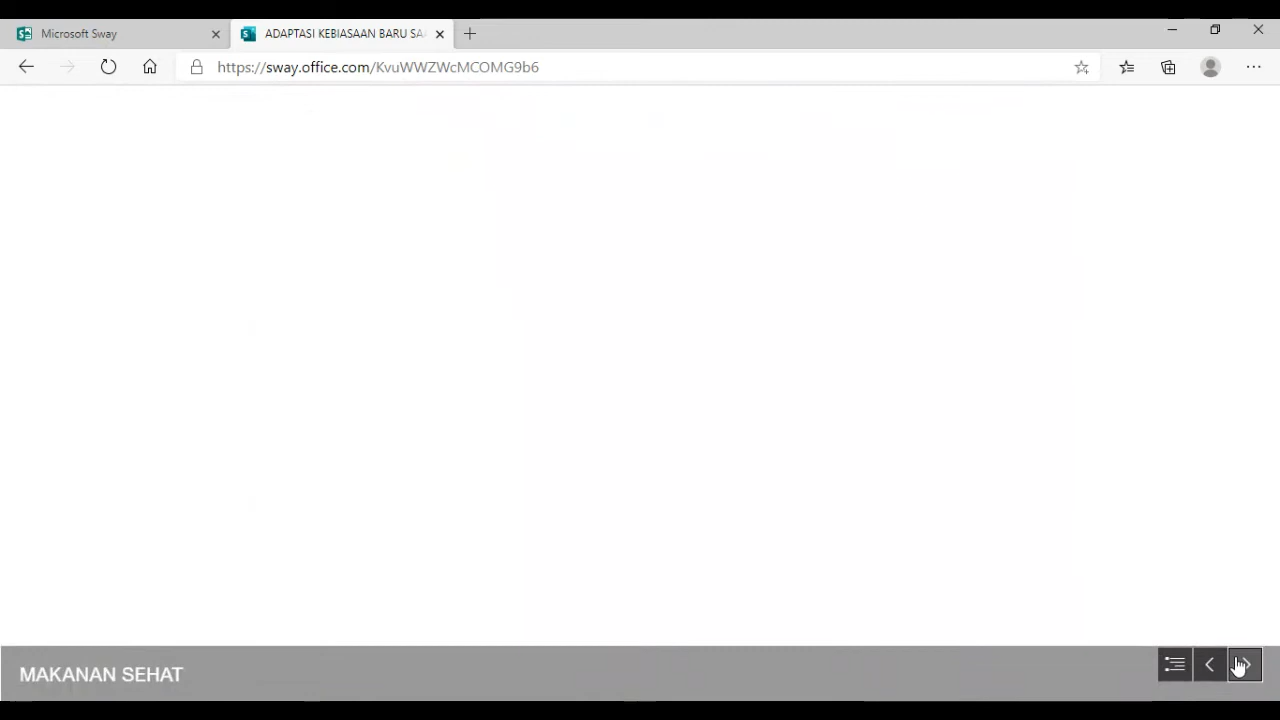 Microsoft Sway
ADAPTASI KEBIASAAN BARU SA
https://sway.office.com/KvuWWZWcMCOMG9b6
MAKANAN SEHAT